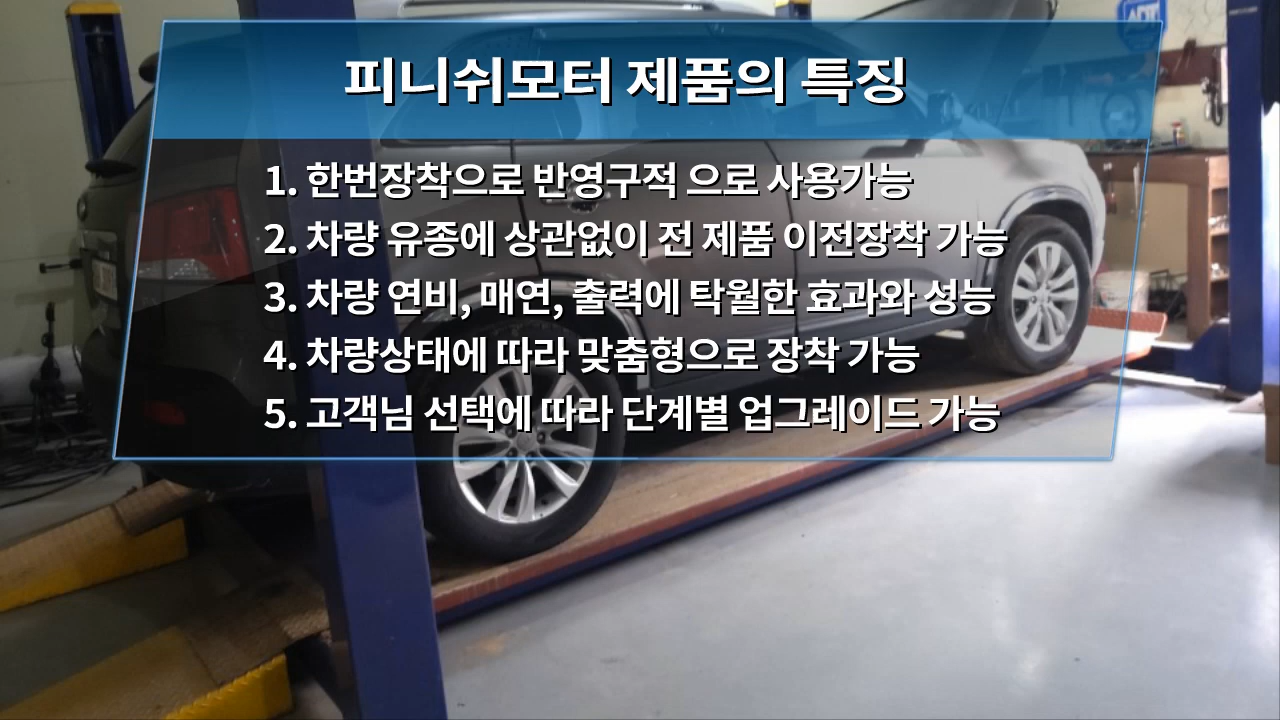 피니쉬모터 제품의 특징
ADT
1. 한번장착으로 반영구적 으로 사용가능
2. 차량 유종에 상관없이 전 제품 이전장착 가능
3. 차량 연비, 매연, 출력에 탁월한 효과와 성능
4. 차량상태에 따라 맞춤형으로 장착 가능
5. 고객님 선택에 따라 단계별 업그레이드 가능